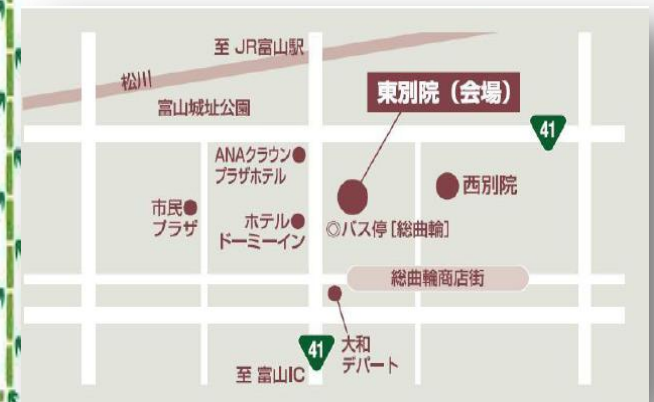 至 JR富山駅
松川
富山城址公園
東別院（会場）
41
ANAクラウン
プラザホテル
西別院
市民
プラザ
ホテル
ドーミーイン
◎バス停［総曲輪］
総曲輪商店街
41
大和
デパート
至 富山IC